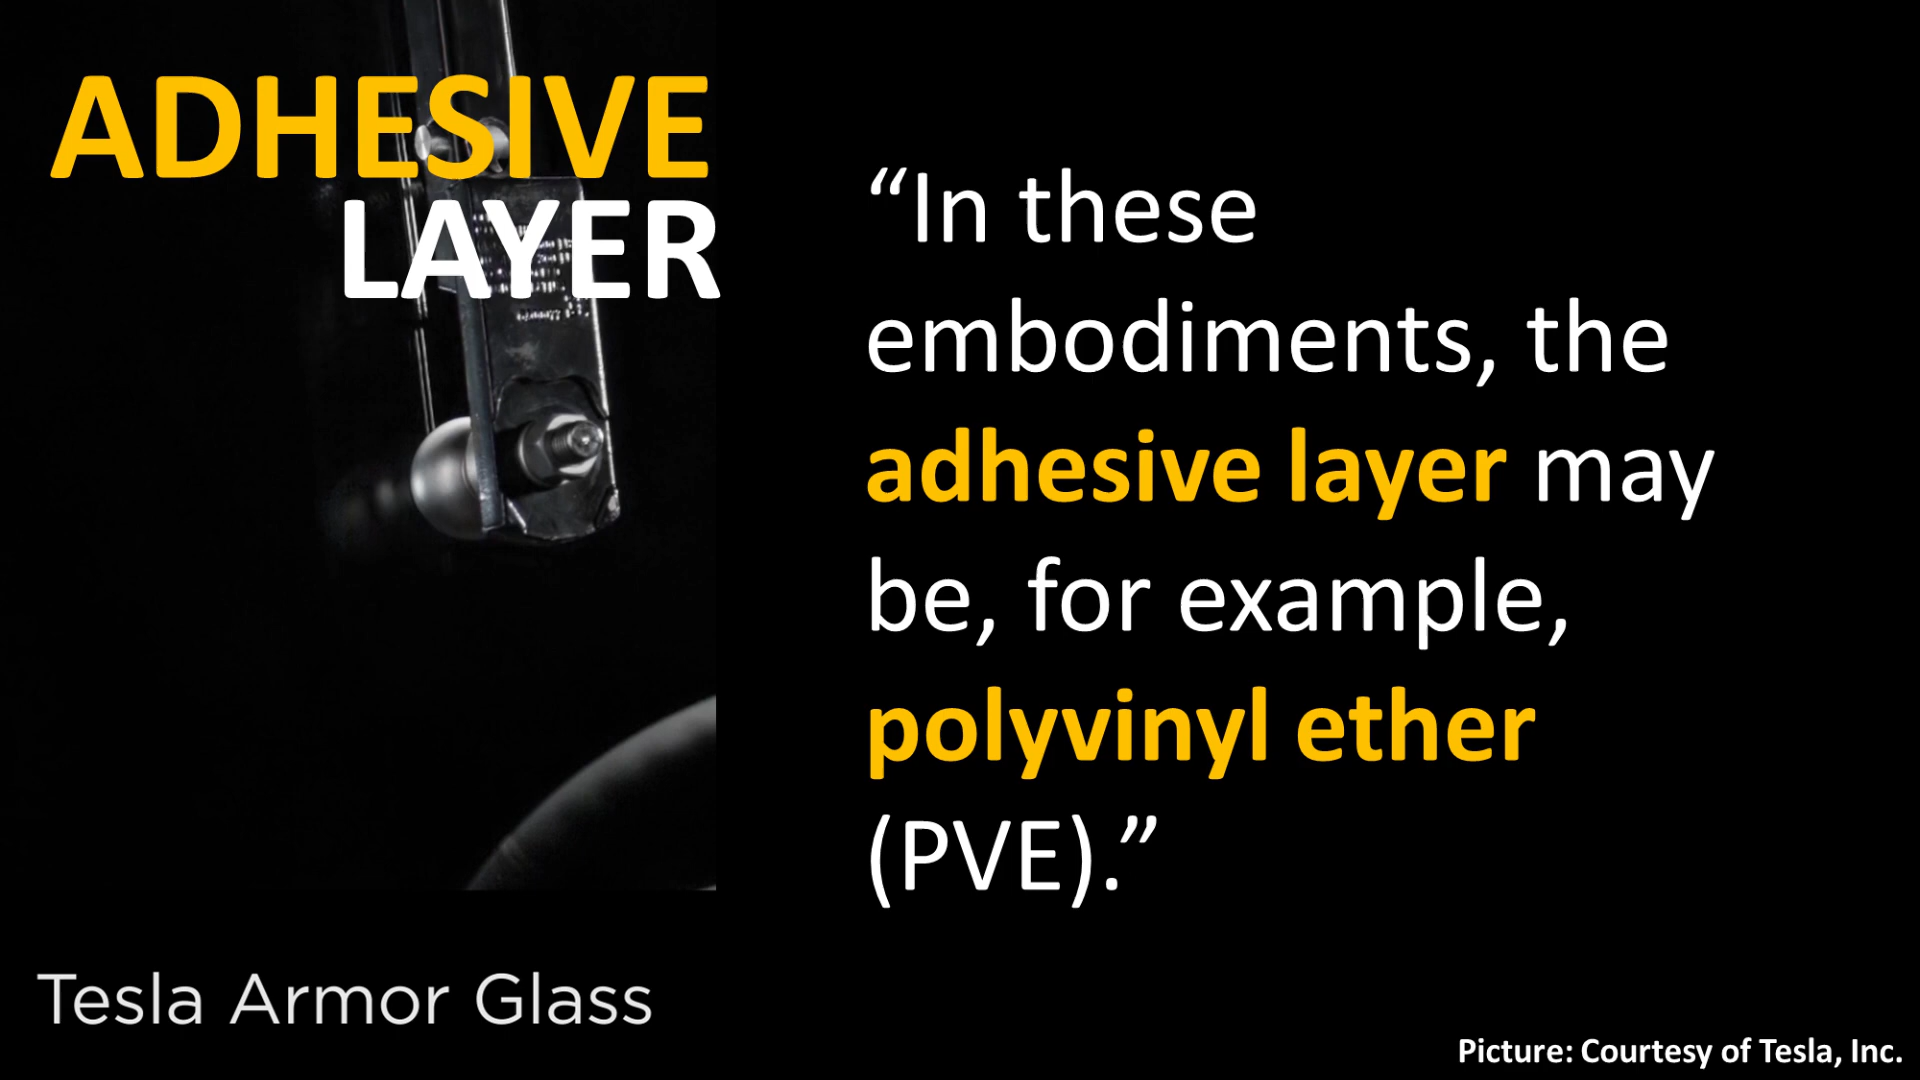 ADHESIVE
LAYER
“In these
embodiments, the
adhesive layer may
be, for example,
polyvinyl ether
(PVE).”
Tesla Armor Glass
Picture: Courtesy of Tesla, Inc.